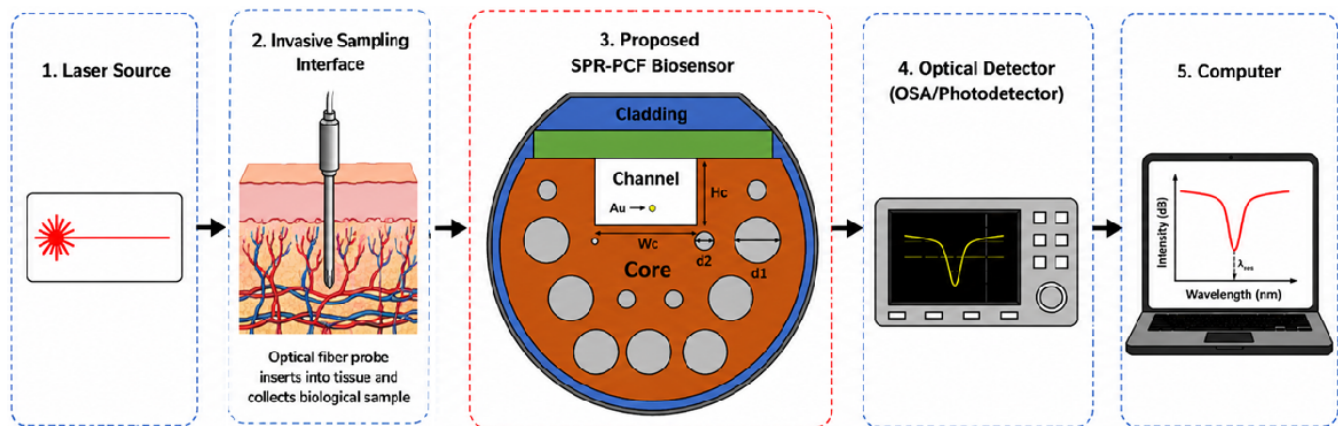 1. Laser Source
2. Invasive Sampling
Interface
Optical fiber probe
inserts into tissue and
collects biological sample
3. Proposed
SPR-PCF Biosensor
Cladding
Channel
Au
Hc
Wc
d2
d1
Core
4. Optical Detector
(OSA/Photodetector)
5. Computer
Intensity (dB)
λres
Wavelength (nm)